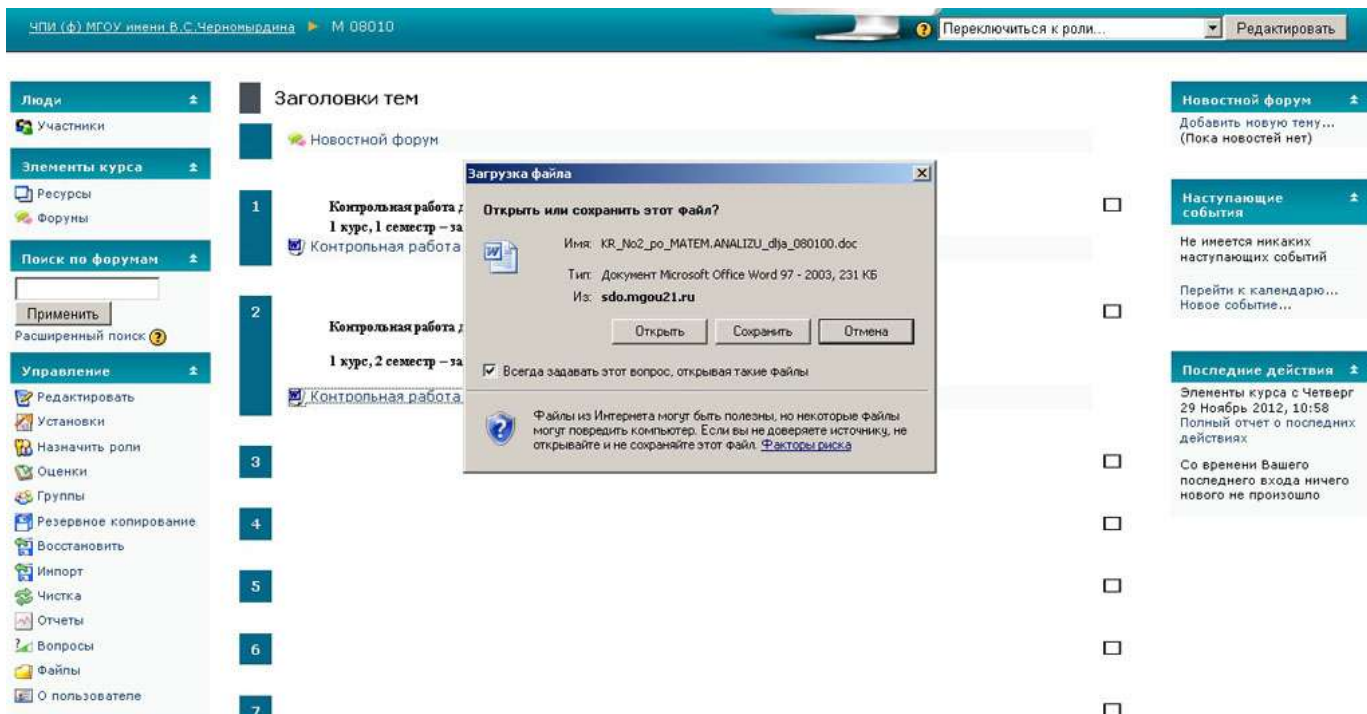 ЧПИ (ф) МГОУ имени В.С.Черномырдина ► М 08010
Переключиться к роли...
Редактировать
Люди
Участники
Элементы курса
Ресурсы
Форумы
Поиск по форумам
Применить
Расширенный поиск
Управление
Редактировать
Установки
Назначить роли
Оценки
Группы
Резервное копирование
Восстановить
Импорт
Чистка
Отчеты
Вопросы
Файлы
О пользователе
Заголовки тем
Новостной форум
1
Контрольная работа
1 курс, 1 семестр – за
Контрольная работа
2
Контрольная работа
1 курс, 2 семестр – за
Контрольная работа
3
4
5
6
7
Загрузка файла
Открыть или сохранить этот файл?
Имя: KR_No2_po_MATEM.ANALIZU_dlja_080100.doc
Тип: Документ Microsoft Office Word 97 - 2003, 231 КБ
Из: sdo.mgou21.ru
Открыть
Сохранить
Отмена
Всегда задавать этот вопрос, открывая такие файлы
Файлы из Интернета могут быть полезны, но некоторые файлы
могут повредить компьютер. Если вы не доверяете источнику, не
открывайте и не сохраняйте этот файл. Факторы риска
Новостной форум
Добавить новую тему...
(Пока новостей нет)
Наступающие
события
Не имеется никаких
наступающих событий
Перейти к календарю...
Новое событие...
Последние действия
Элементы курса с Четверг
29 Ноябрь 2012, 10:58
Полный отчет о последних
действиях
Со времени Вашего
последнего входа ничего
нового не произошло